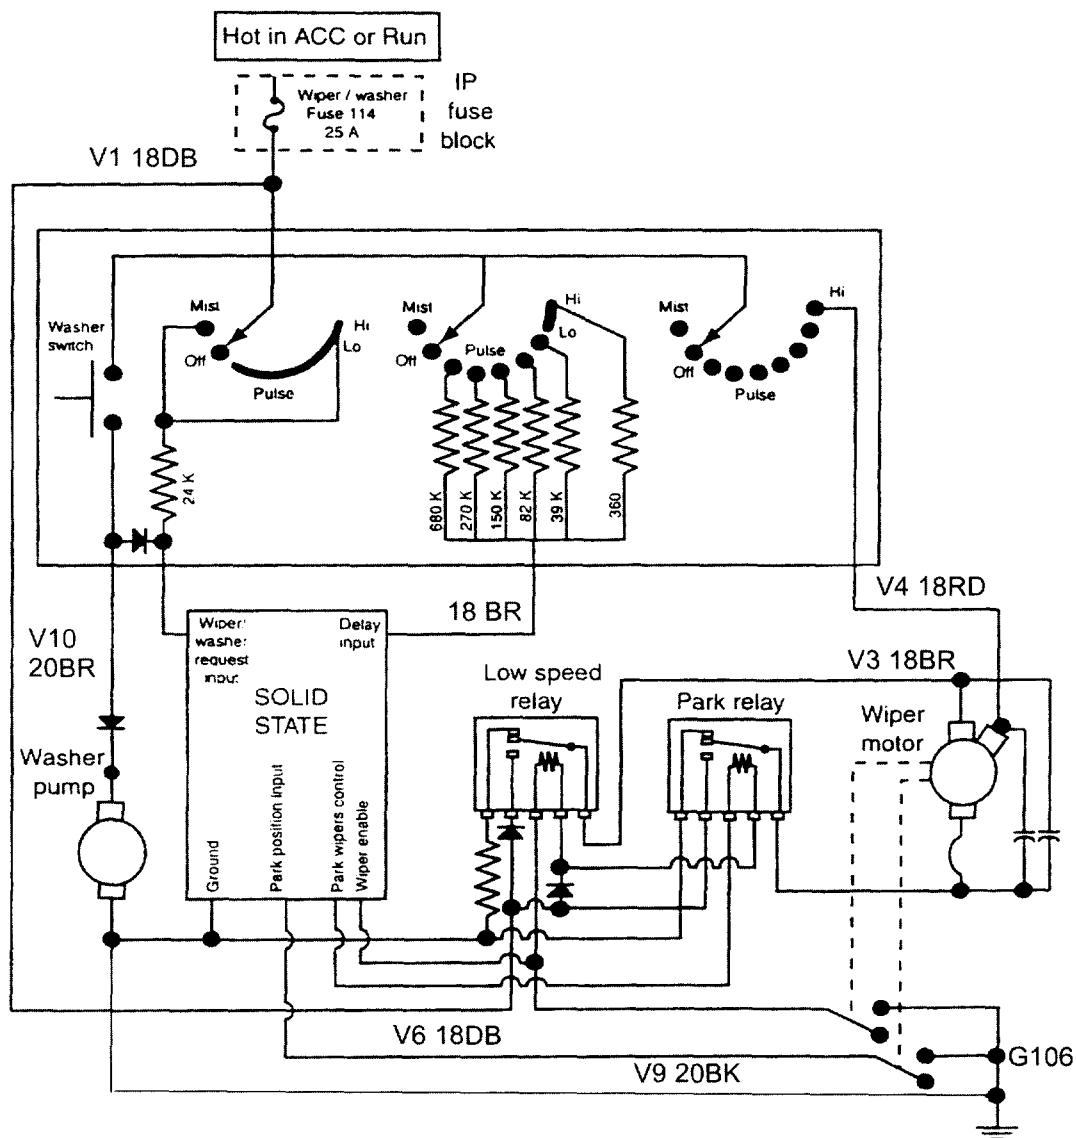 Hot in ACC or Run
Wiper / washer
Fuse 114
25 A
IP
fuse
block
V1 18DB
Washer
switch
Mist
Off
Pulse
Hi
Lo
Mist
Off
Pulse
Hi
Lo
Mist
Off
Pulse
Hi
24 K
680 K
270 K
150 K
82 K
39 K
360
V10
20BR
Wiper/
washer
request
input
Delay
input
18 BR
SOLID
STATE
Ground
Park position input
Park wipers control
Wiper enable
Washer
pump
Low speed
relay
Park relay
V4 18RD
V3 18BR
Wiper
motor
V6 18DB
V9 20BK
G106